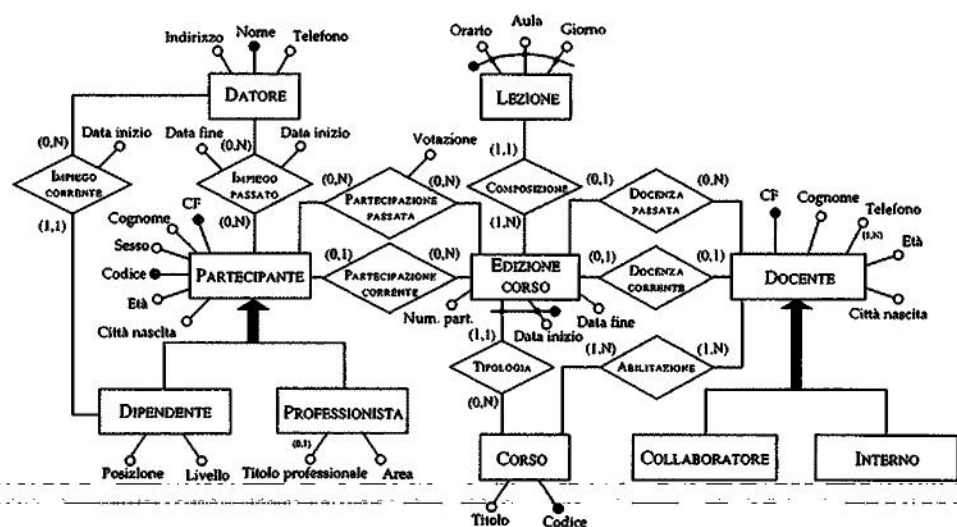 Indirizzo Nome Telefono
DATORE
Orario Aula Giorno
LEZIONE
(0,N) Data inizio
IMPIEGO
CORRENTE
(1,1)
Data fine (0,N) Data inizio
IMPIEGO
PASSATO
(0,N)
Votazione
(0,N) (0,N)
PARTECIPAZIONE
PASSATA
(1,1)
COMPOSIZIONE
(1,N)
(0,1) (0,N)
DOCENZA
PASSATA
CF
Cognome
Sesso
Codice
Età
Città nascita
PARTECIPANTE
(0,1) (0,N)
PARTECIPAZIONE
CORRENTE
EDIZIONE
CORSO
Num. part.
Data inizio
Data fine
(0,1) (0,1)
DOCENZA
CORRENTE
CF Cognome
Telefono
(1,N)
Età
DOCENTE
Città nascita
(1,1)
TIPOLOGIA
(0,N)
(1,N) (1,N)
ABILITAZIONE
DIPENDENTE
Posizione Livello
PROFESSIONISTA
(0,1)
Titolo professionale Area
CORSO
Titolo Codice
COLLABORATORE
INTERNO